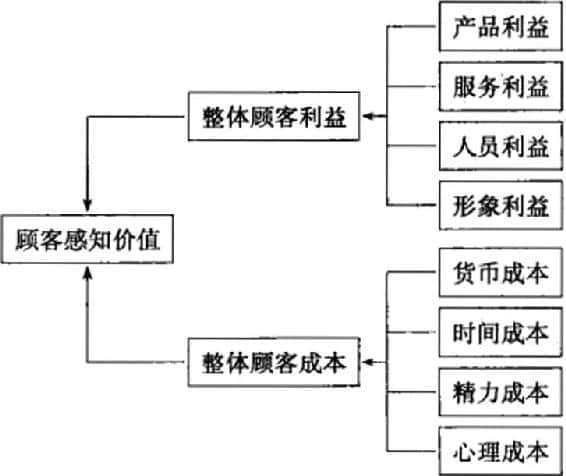 产品利益
服务利益
整体顾客利益
人员利益
形象利益
顾客感知价值
货币成本
时间成本
整体顾客成本
精力成本
心理成本